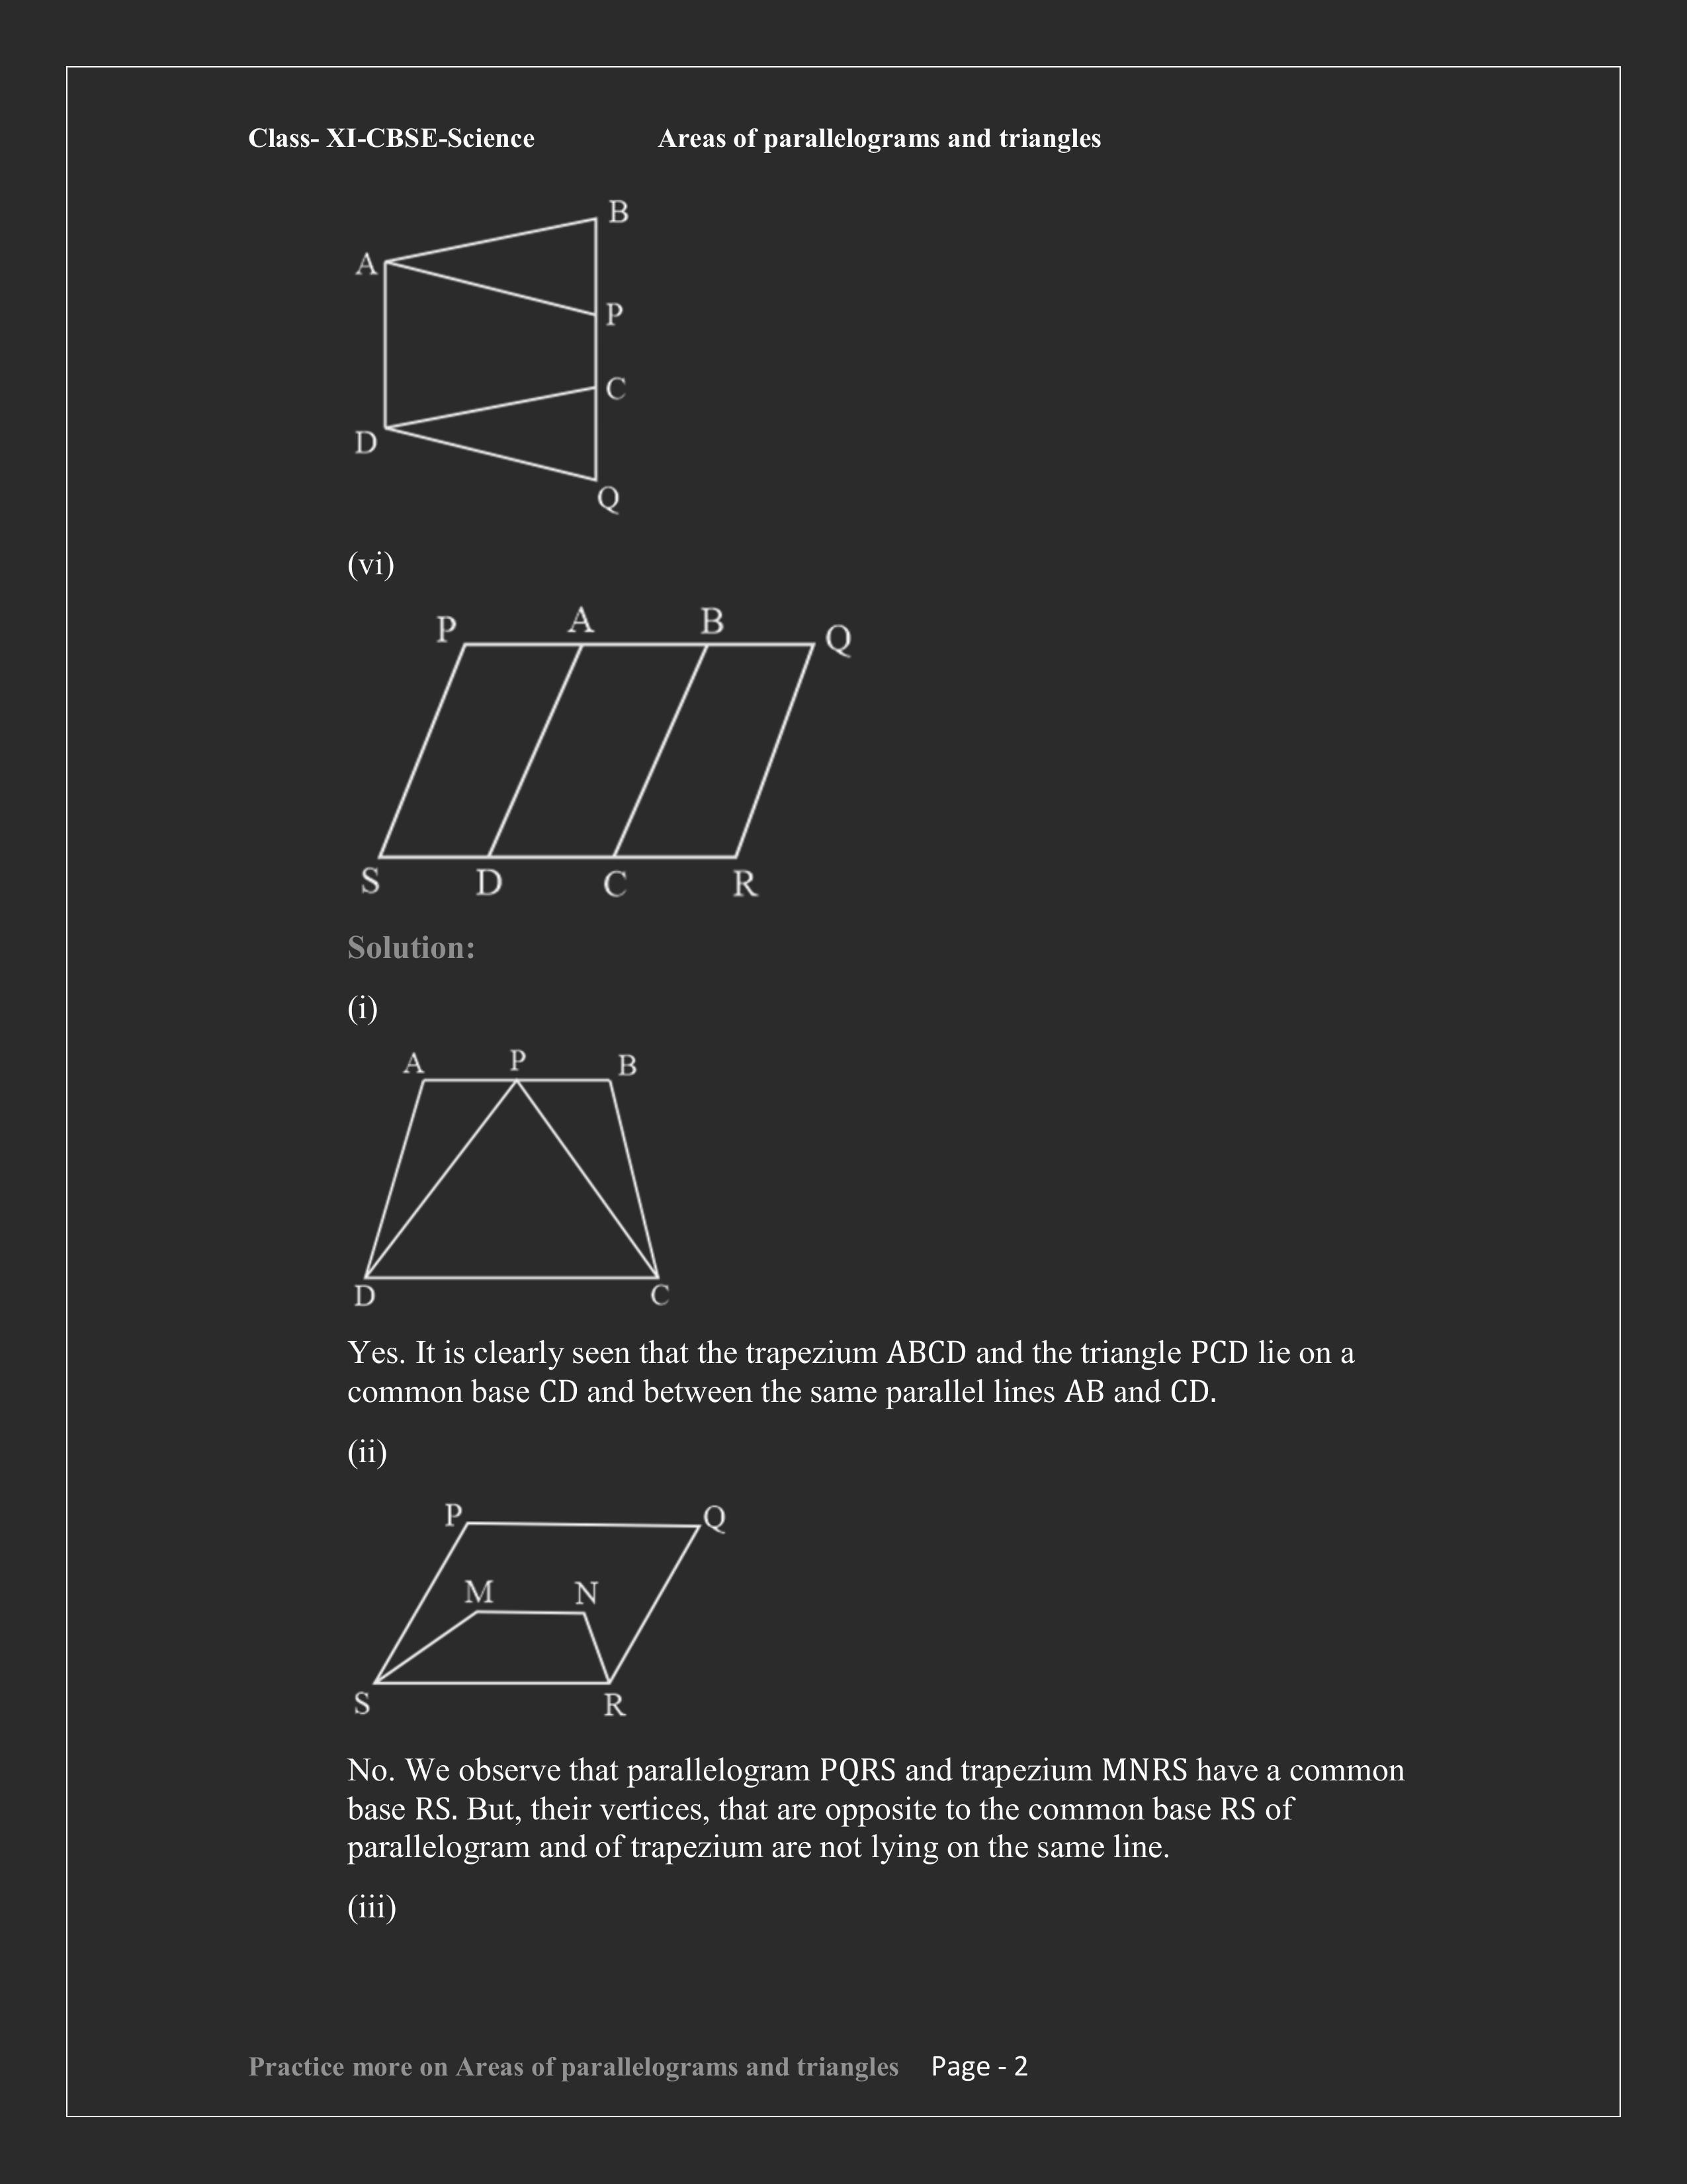 Class- XI-CBSE-Science Areas of parallelograms and triangles
B
A
P
C
D
Q
(vi)
P A B Q
S D C R
Solution:
(i)
A P B
D C
Yes. It is clearly seen that the trapezium ABCD and the triangle PCD lie on a
common base CD and between the same parallel lines AB and CD.
(ii)
P Q
M N
S R
No. We observe that parallelogram PQRS and trapezium MNRS have a common
base RS. But, their vertices, that are opposite to the common base RS of
parallelogram and of trapezium are not lying on the same line.
(iii)
Practice more on Areas of parallelograms and triangles Page - 2